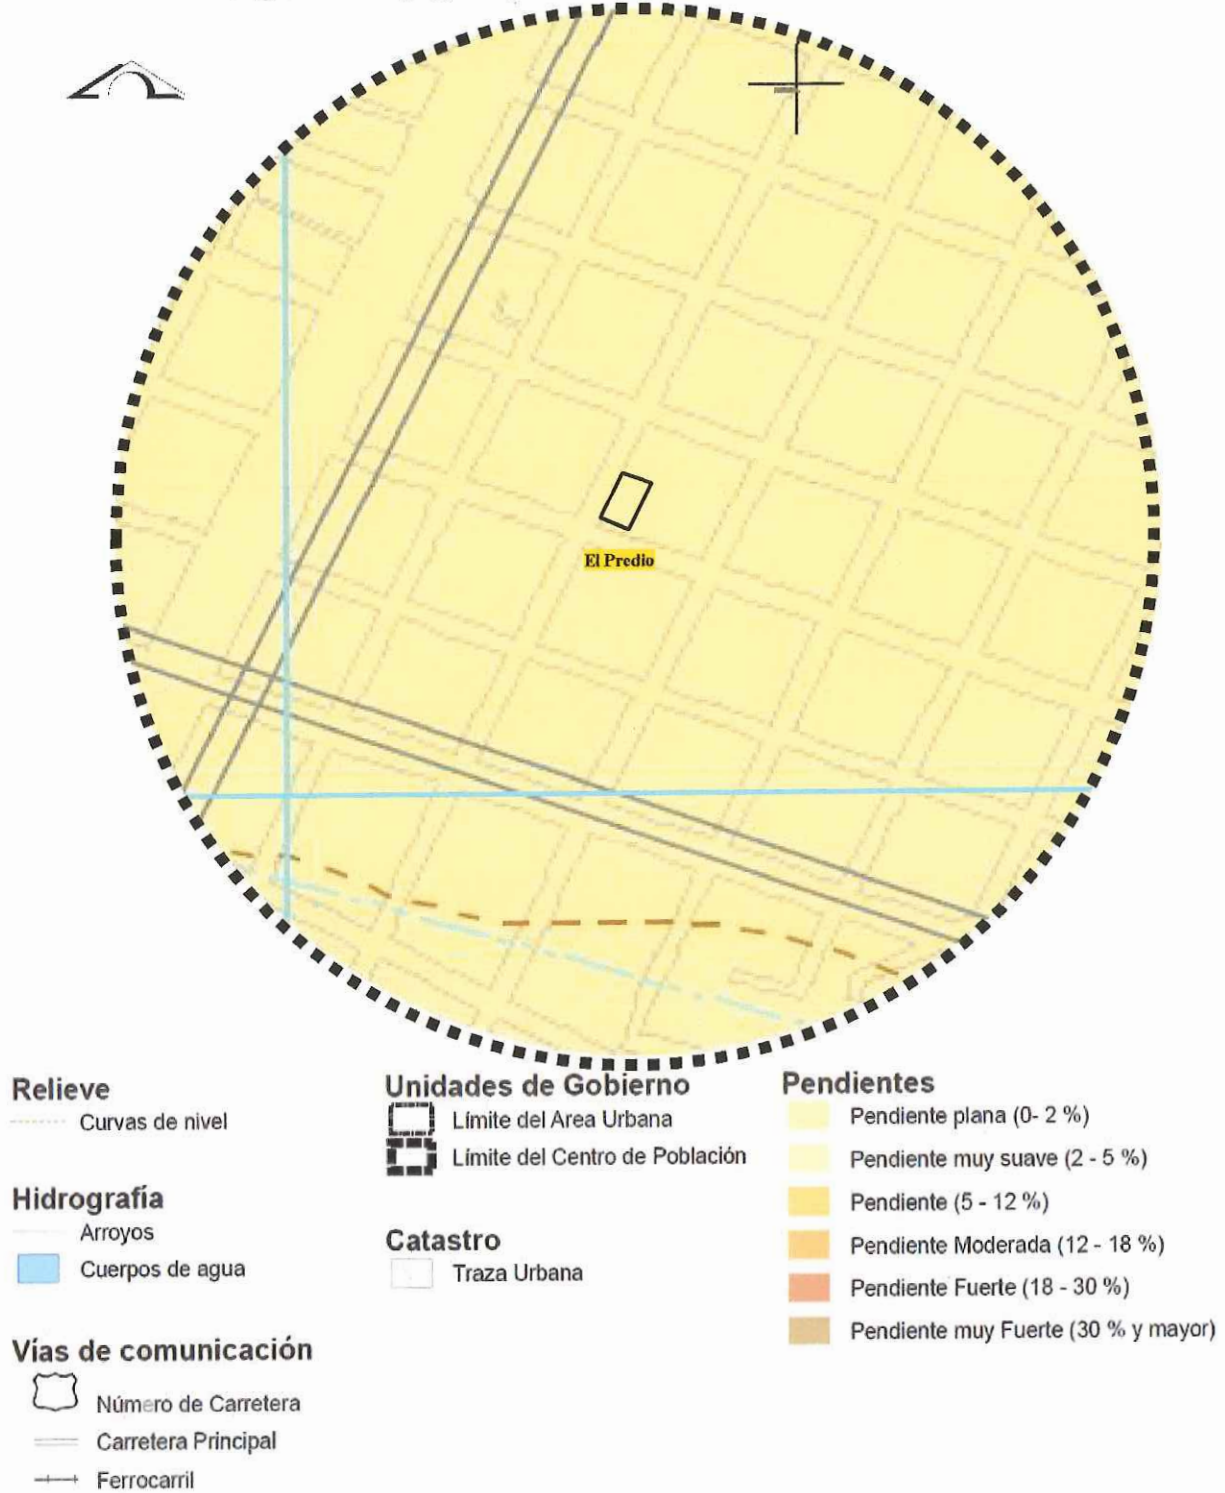 El Predio
Relieve
Curvas de nivel
Hidrografía
Arroyos
Cuerpos de agua
Vías de comunicación
Número de Carretera
Carretera Principal
Ferrocarril
Unidades de Gobierno
Límite del Area Urbana
Límite del Centro de Población
Catastro
Traza Urbana
Pendientes
Pendiente plana (0- 2 %)
Pendiente muy suave (2 - 5 %)
Pendiente (5 - 12 %)
Pendiente Moderada (12 - 18 %)
Pendiente Fuerte (18 - 30 %)
Pendiente muy Fuerte (30 % y mayor)